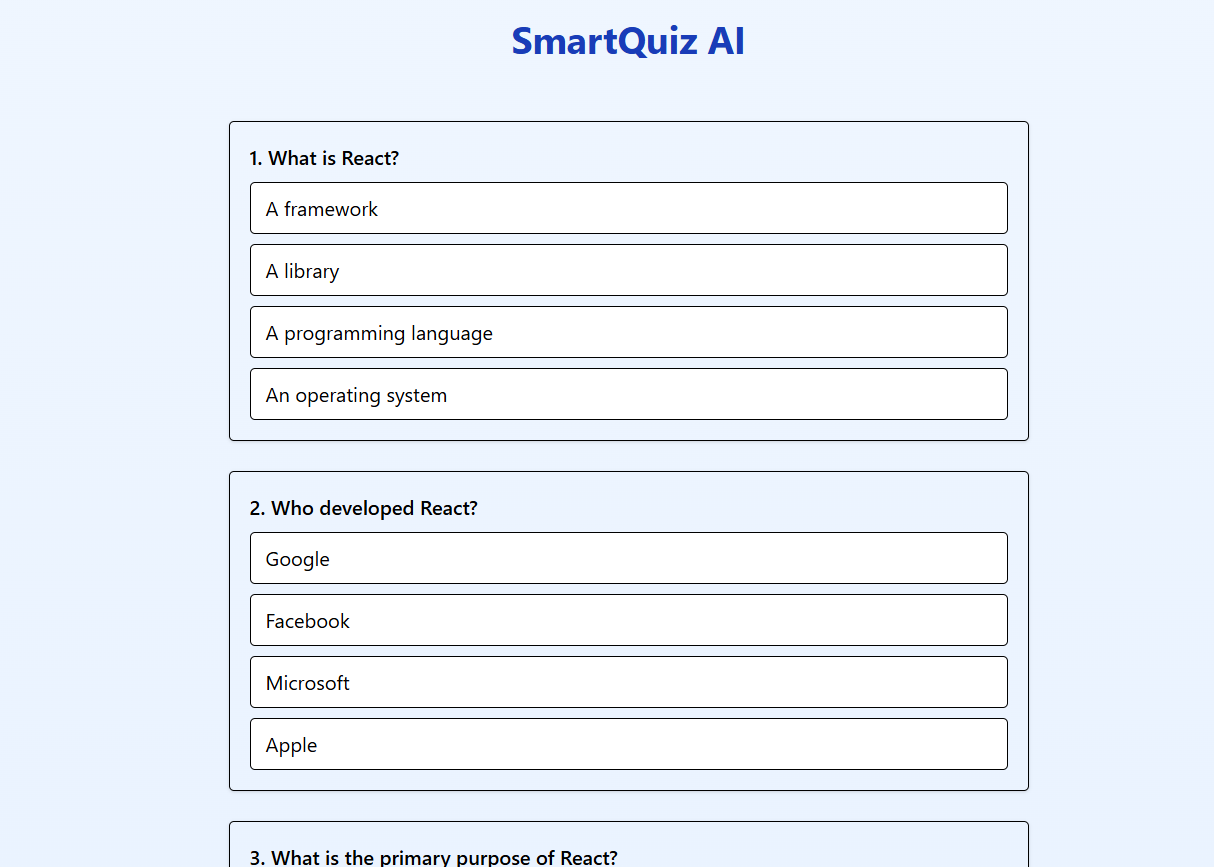 SmartQuiz AI
1. What is React?
A framework
A library
A programming language
An operating system
2. Who developed React?
Google
Facebook
Microsoft
Apple
3. What is the primary purpose of React?